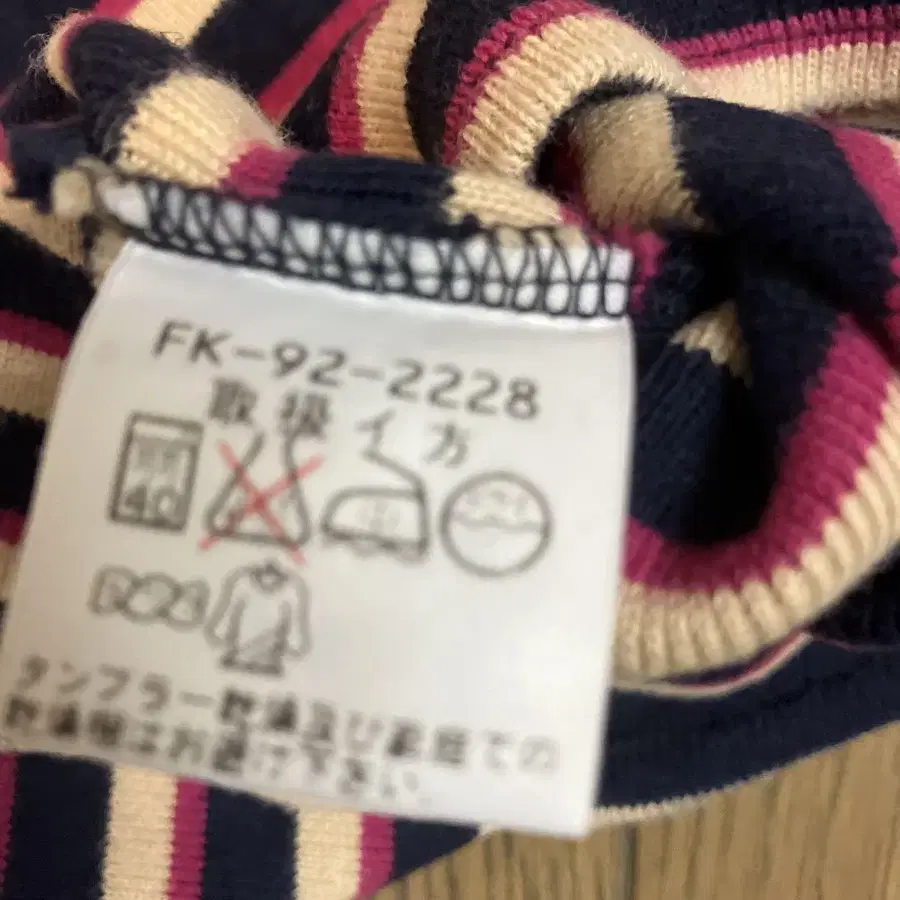 FK-92-2228
取扱イ方
40
タンブラー乾燥及び家庭での
乾燥機はお避け下さい